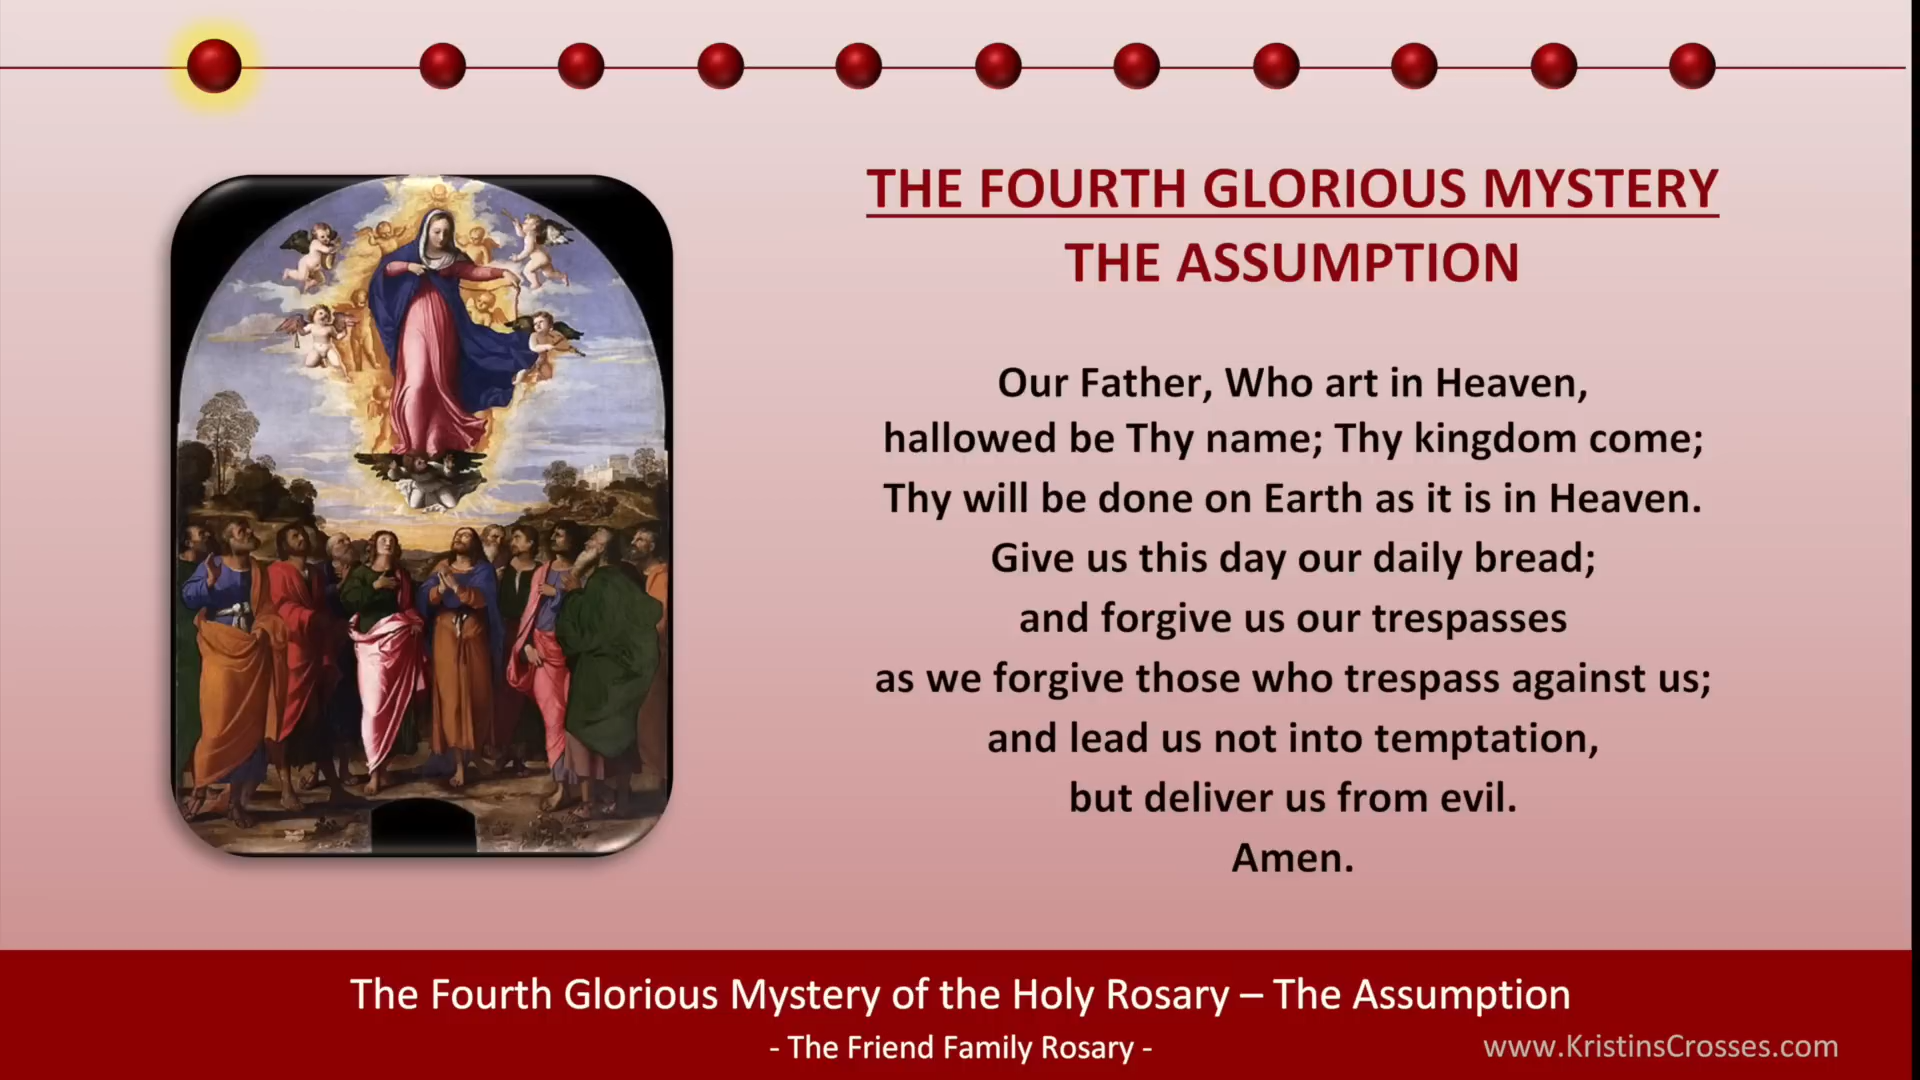 THE FOURTH GLORIOUS MYSTERY
THE ASSUMPTION
Our Father, Who art in Heaven,
hallowed be Thy name; Thy kingdom come;
Thy will be done on Earth as it is in Heaven.
Give us this day our daily bread;
and forgive us our trespasses
as we forgive those who trespass against us;
and lead us not into temptation,
but deliver us from evil.
Amen.
The Fourth Glorious Mystery of the Holy Rosary – The Assumption
- The Friend Family Rosary -
www.KristinsCrosses.com